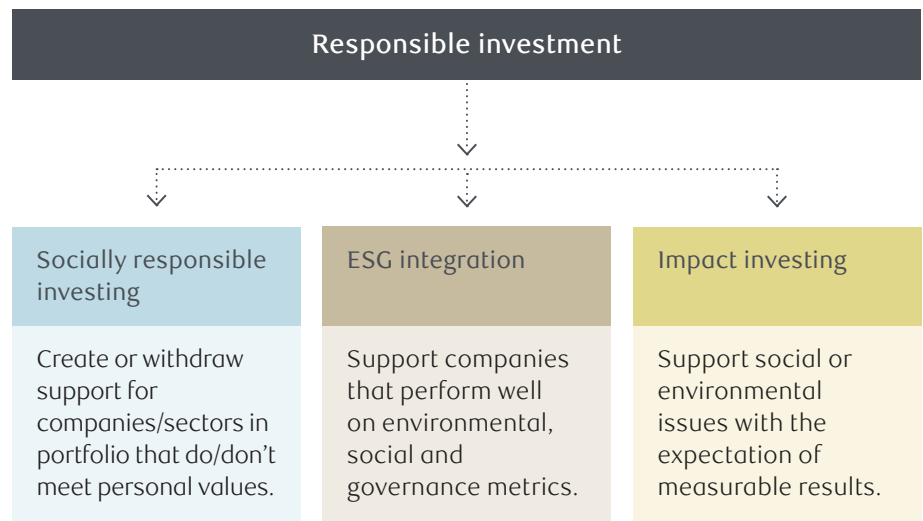 Responsible investment
Socially responsible
investing
Create or withdraw
support for
companies/sectors in
portfolio that do/don’t
meet personal values.
ESG integration
Support companies
that perform well
on environmental,
social and
governance metrics.
Impact investing
Support social or
environmental
issues with the
expectation of
measurable results.